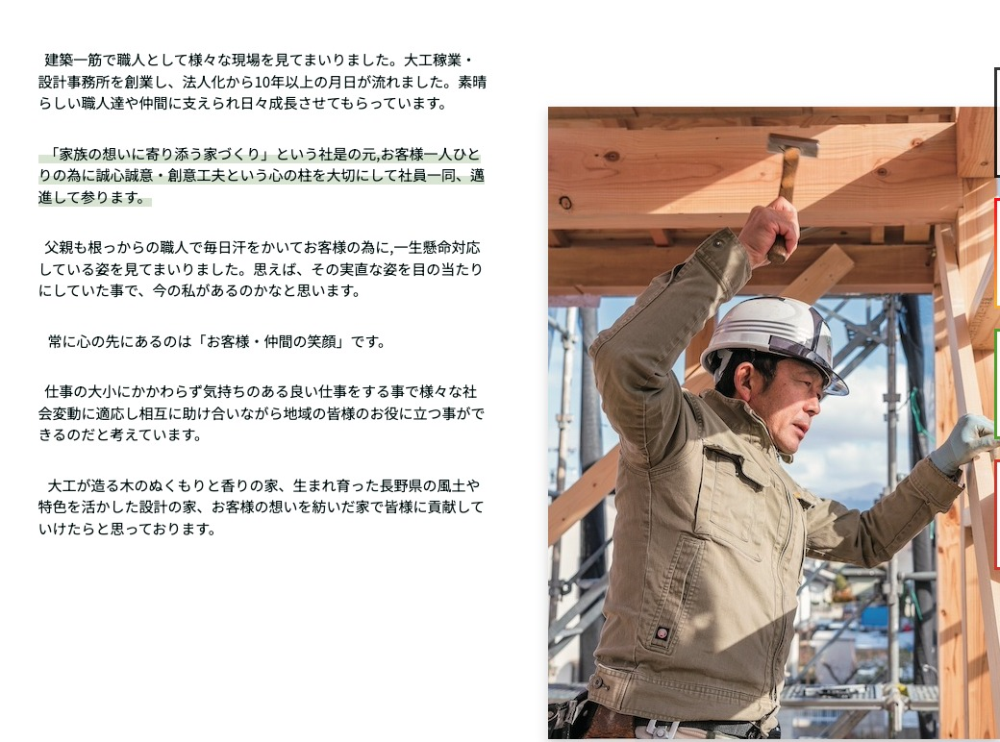 建築一筋で職人として様々な現場を見てまいりました。大工稼業・
設計事務所を創業し、法人化から10年以上の月日が流れました。素晴
らしい職人達や仲間に支えられ日々成長させてもらっています。
「家族の想いに寄り添う家づくり」という社是の元,お客様一人ひと
りの為に誠心誠意・創意工夫という心の柱を大切にして社員一同、邁
進して参ります。
父親も根っからの職人で毎日汗をかいてお客様の為に,一生懸命対応
している姿を見てまいりました。思えば、その実直な姿を目の当たり
にしていた事で、今の私があるのかなと思います。
常に心の先にあるのは「お客様・仲間の笑顔」です。
仕事の大小にかかわらず気持ちのある良い仕事をする事で様々な社
会変動に適応し相互に助け合いながら地域の皆様のお役に立つ事がで
きるのだと考えています。
大工が造る木のぬくもりと香りの家、生まれ育った長野県の風土や
特色を活かした設計の家、お客様の想いを紡いだ家で皆様に貢献して
いけたらと思っております。